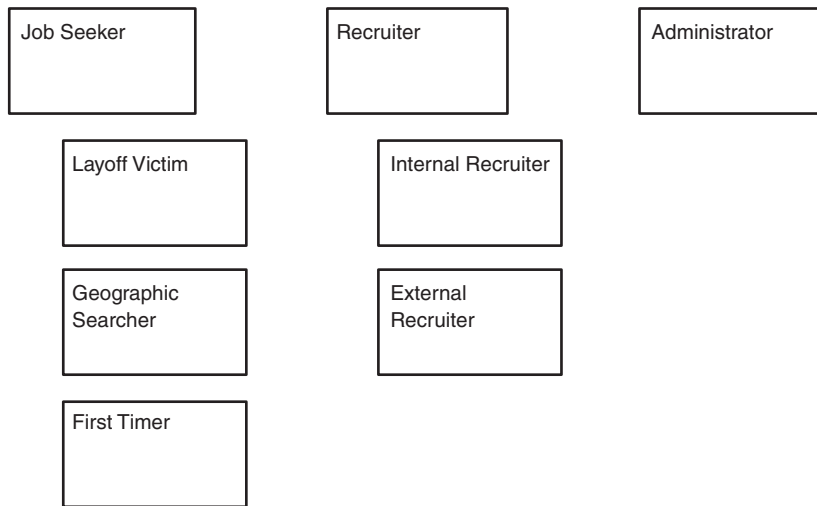 Job Seeker
Recruiter
Administrator
Layoff Victim
Internal Recruiter
Geographic
Searcher
External
Recruiter
First Timer